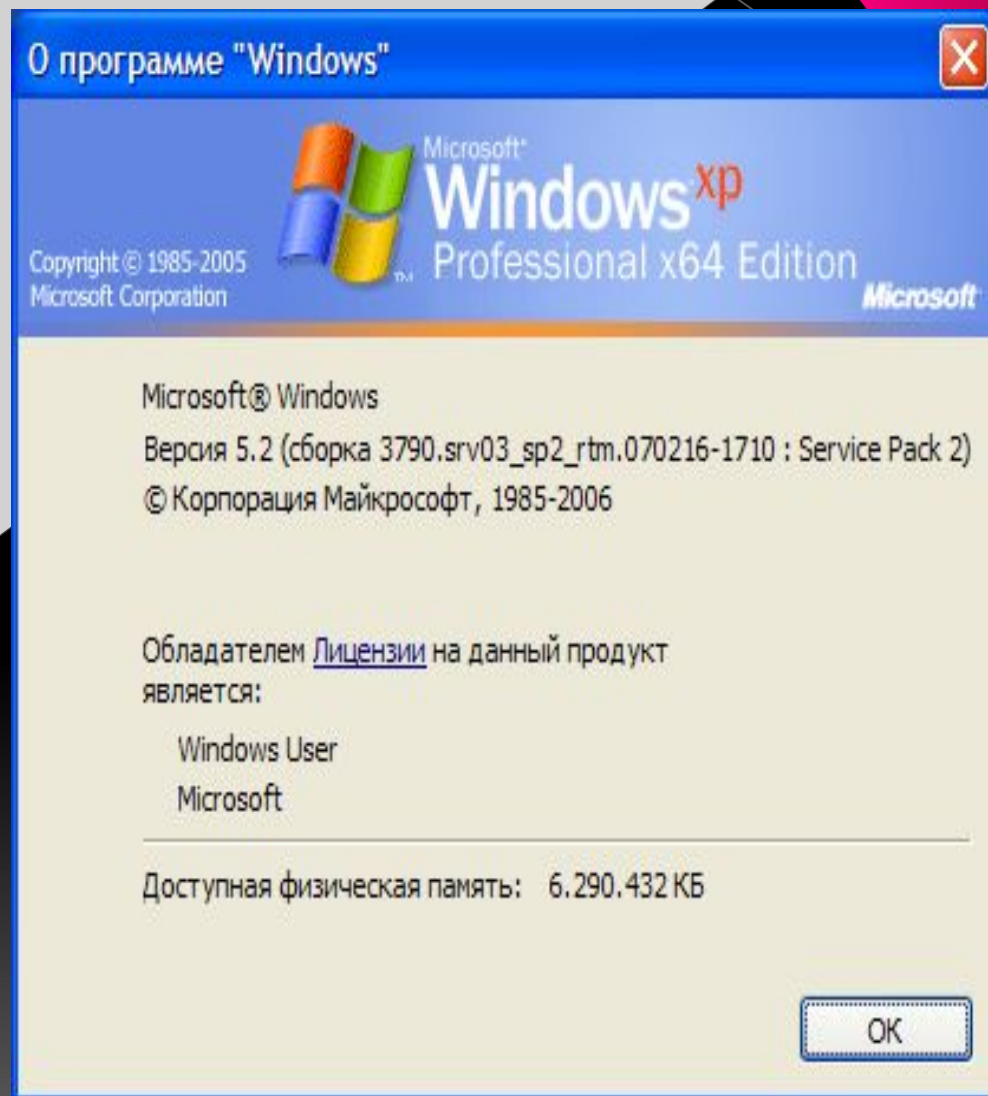 О программе "Windows"
Microsoft®
Windows xp
Professional x64 Edition
TM
Copyright © 1985-2005
Microsoft Corporation
Microsoft
Microsoft® Windows
Версия 5.2 (сборка 3790.srv03_sp2_rtm.070216-1710 : Service Pack 2)
© Корпорация Майкрософт, 1985-2006
Обладателем Лицензии на данный продукт
является:
Windows User
Microsoft
Доступная физическая память: 6.290.432 КБ
ОК